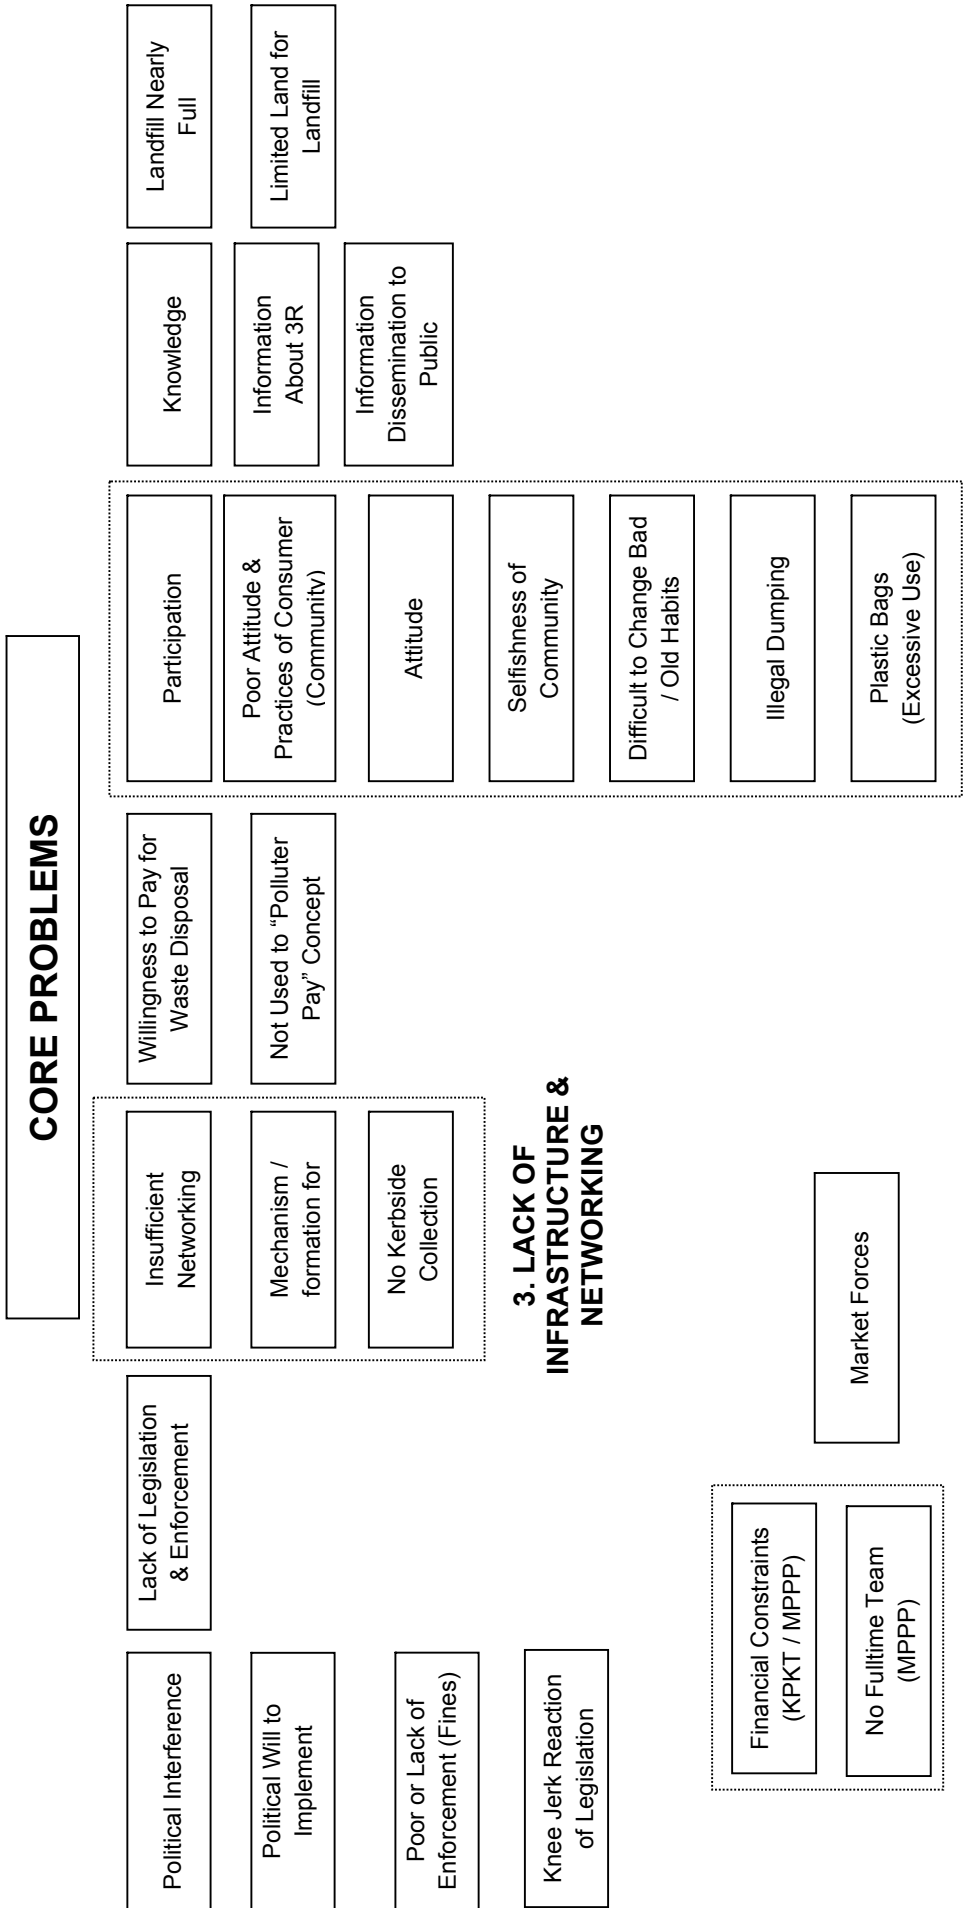 CORE PROBLEMS
Political Interference
Political Will to
Implement
Poor or Lack of
Enforcement (Fines)
Knee Jerk Reaction
of Legislation
Lack of Legislation
& Enforcement
Insufficient
Networking
Mechanism /
formation for
No Kerbside
Collection
3. LACK OF
INFRASTRUCTURE &
NETWORKING
Willingness to Pay for
Waste Disposal
Not Used to “Polluter
Pay” Concept
Participation
Poor Attitude &
Practices of Consumer
(Community)
Attitude
Selfishness of
Community
Difficult to Change Bad
/ Old Habits
Illegal Dumping
Plastic Bags
(Excessive Use)
Knowledge
Information
About 3R
Information
Dissemination to
Public
Landfill Nearly
Full
Limited Land for
Landfill
Financial Constraints
(KPKT / MPPP)
No Fulltime Team
(MPPP)
Market Forces